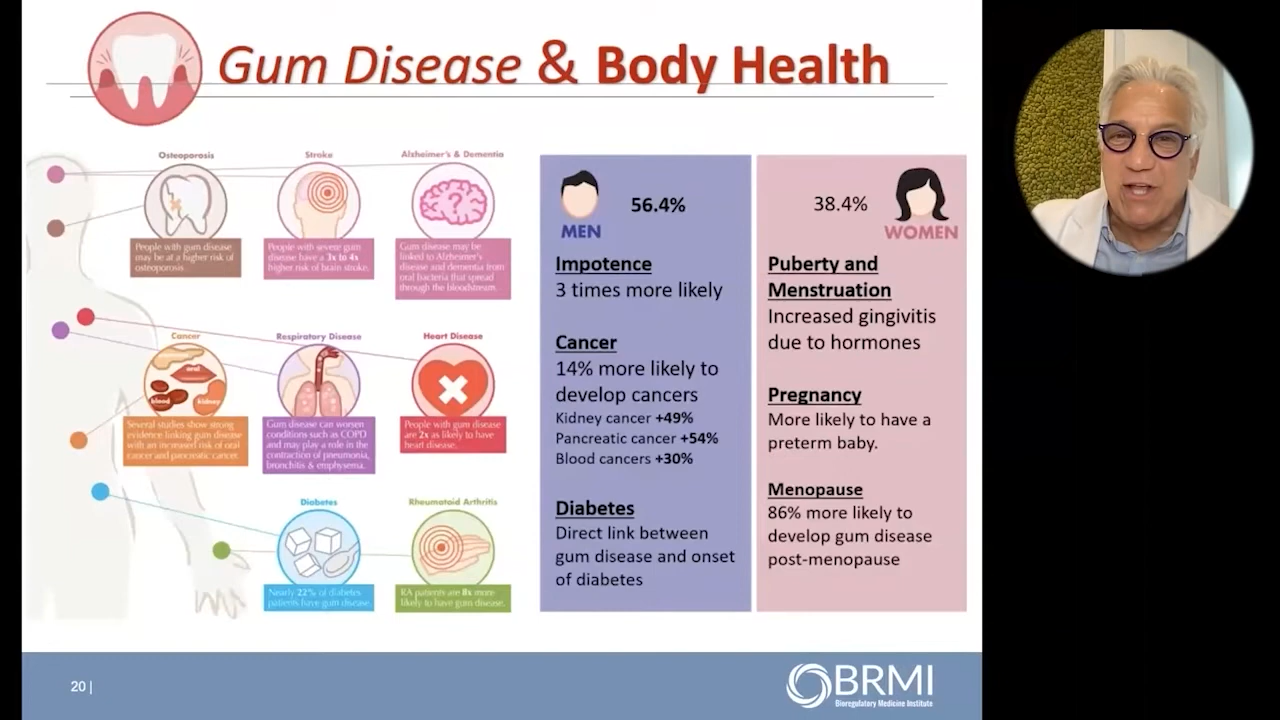 Gum Disease & Body Health
Osteoporosis
People with gum disease
may be at a higher risk of
osteoporosis.
Stroke
People with severe gum
disease have a 3x to 4x
higher risk of brain stroke.
Alzheimer's & Dementia
Gum disease may be
linked to Alzheimer's
disease and dementia from
oral bacteria that spread
through the bloodstream.
Cancer
oral
blood
kidney
Several studies show strong
evidence linking gum disease
with an increased risk of oral
cancer and pancreatic cancer.
Respiratory Disease
Gum disease can worsen
conditions such as COPD
and may play a role in the
contraction of pneumonia,
bronchitis & emphysema.
Heart Disease
People with gum disease
are 2x as likely to have
heart disease.
Diabetes
Nearly 22% of diabetes
patients have gum disease.
Rheumatoid Arthritis
RA patients are 8x more
likely to have gum disease.
56.4%
MEN
Impotence
3 times more likely
Cancer
14% more likely to
develop cancers
Kidney cancer +49%
Pancreatic cancer +54%
Blood cancers +30%
Diabetes
Direct link between
gum disease and onset
of diabetes
38.4%
WOMEN
Puberty and
Menstruation
Increased gingivitis
due to hormones
Pregnancy
More likely to have a
preterm baby.
Menopause
86% more likely to
develop gum disease
post-menopause
20 |
BRMI
Bioregulatory Medicine Institute